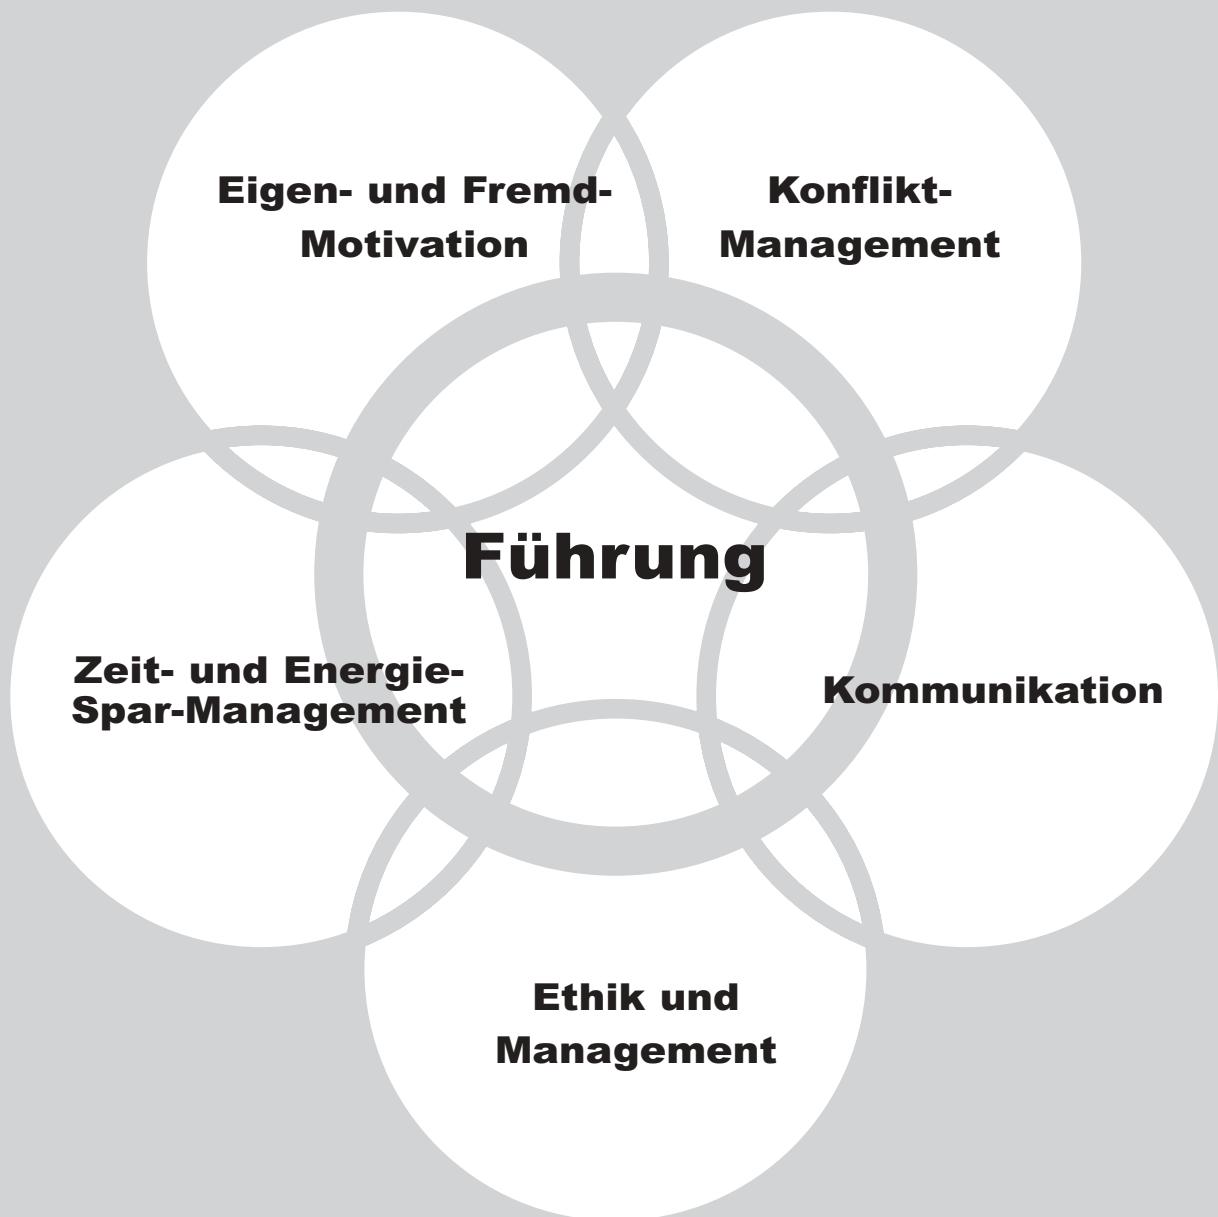 Eigen- und Fremd-
Motivation
Konflikt-
Management
Führung
Zeit- und Energie-
Spar-Management
Kommunikation
Ethik und
Management